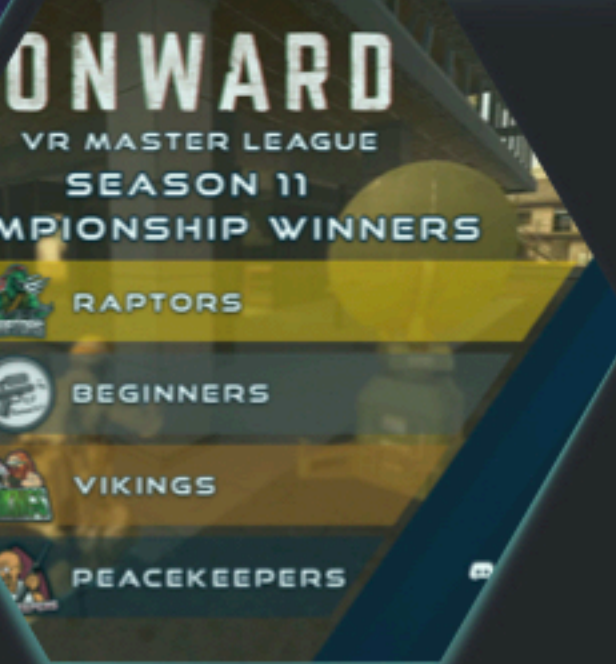 ONWARD
VR MASTER LEAGUE
SEASON 11
MPIONSHIP WINNERS
RAPTORS
BEGINNERS
VIKINGS
PEACEKEEPERS